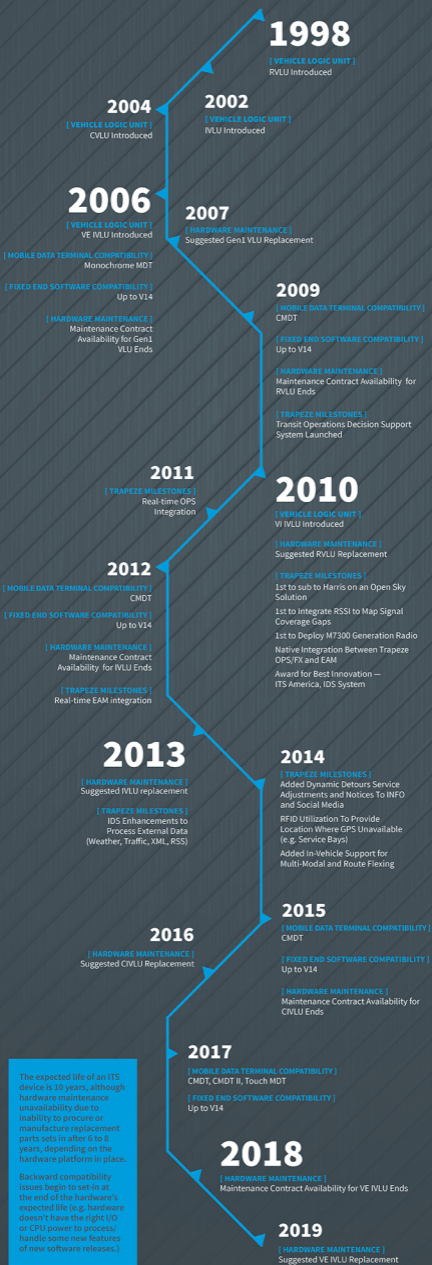 1998
[ VEHICLE LOGIC UNIT ]
RVLU Introduced
2002
[ VEHICLE LOGIC UNIT ]
IVLU Introduced
2004
[ VEHICLE LOGIC UNIT ]
CVLU Introduced
2006
[ VEHICLE LOGIC UNIT ]
VE IVLU Introduced
[ MOBILE DATA TERMINAL COMPATIBILITY ]
Monochrome MDT
[ FIXED END SOFTWARE COMPATIBILITY ]
Up to V14
[ HARDWARE MAINTENANCE ]
Maintenance Contract
Availability for Gen1
VLU Ends
2007
[ HARDWARE MAINTENANCE ]
Suggested Gen1 VLU Replacement
2009
[ MOBILE DATA TERMINAL COMPATIBILITY ]
CMDT
[ FIXED END SOFTWARE COMPATIBILITY ]
Up to V14
[ HARDWARE MAINTENANCE ]
Maintenance Contract Availability for
RVLU Ends
[ TRAPEZE MILESTONES ]
Transit Operations Decision Support
System Launched
2010
[ VEHICLE LOGIC UNIT ]
VI IVLU Introduced
[ HARDWARE MAINTENANCE ]
Suggested RVLU Replacement
[ TRAPEZE MILESTONES ]
1st to sub to Harris on an Open Sky
Solution
1st to Integrate RSSI to Map Signal
Coverage Gaps
1st to Deploy M7300 Generation Radio
Native Integration Between Trapeze
OPS/FX and EAM
Award for Best Innovation —
ITS America, IDS System
2011
[ TRAPEZE MILESTONES ]
Real-time OPS
Integration
2012
[ MOBILE DATA TERMINAL COMPATIBILITY ]
CMDT
[ FIXED END SOFTWARE COMPATIBILITY ]
Up to V14
[ HARDWARE MAINTENANCE ]
Maintenance Contract
Availability for IVLU Ends
[ TRAPEZE MILESTONES ]
Real-time EAM integration
2013
[ HARDWARE MAINTENANCE ]
Suggested IVLU replacement
[ TRAPEZE MILESTONES ]
IDS Enhancements to
Process External Data
(Weather, Traffic, XML, RSS)
2014
[ TRAPEZE MILESTONES ]
Added Dynamic Detours Service
Adjustments and Notices To INFO
and Social Media
RFID Utilization To Provide
Location Where GPS Unavailable
(e.g. Service Bays)
Added In-Vehicle Support for
Multi-Modal and Route Flexing
2015
[ MOBILE DATA TERMINAL COMPATIBILITY ]
CMDT
[ FIXED END SOFTWARE COMPATIBILITY ]
Up to V14
[ HARDWARE MAINTENANCE ]
Maintenance Contract Availability for
CIVLU Ends
2016
[ HARDWARE MAINTENANCE ]
Suggested CIVLU Replacement
2017
[ MOBILE DATA TERMINAL COMPATIBILITY ]
CMDT, CMDT II, Touch MDT
[ FIXED END SOFTWARE COMPATIBILITY ]
Up to V14
2018
[ HARDWARE MAINTENANCE ]
Maintenance Contract Availability for VE IVLU Ends
2019
[ HARDWARE MAINTENANCE ]
Suggested VE IVLU Replacement
The expected life of an ITS
device is 10 years, although
hardware maintenance
unavailability due to
inability to procure or
manufacture replacement
parts sets in after 6 to 8
years, depending on the
hardware platform in place.
Backward compatibility
issues begin to set-in at
the end of the hardware's
expected life (e.g. hardware
doesn't have the right I/O
or CPU power to process/
handle some new features
of new software releases.)